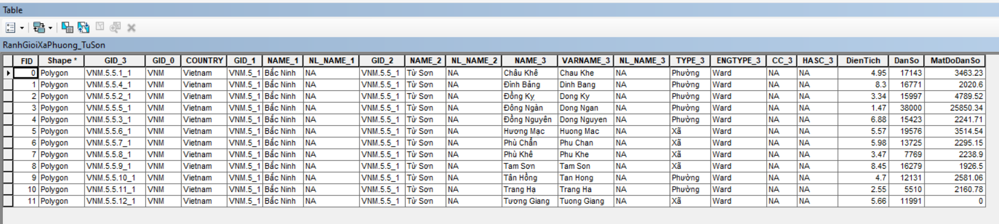 Table
RanhGioiXaPhuong_TuSon
FID Shape * GID_3 GID_0 COUNTRY GID_1 NAME_1 NL_NAME_1 GID_2 NAME_2 NL_NAME_2 NAME_3 VARNAME_3 NL_NAME_3 TYPE_3 ENGTYPE_3 CC_3 HASC_3 DienTich DanSo MatDoDanSo
0 Polygon VNM.5.5.1_1 VNM Vietnam VNM.5_1 Bắc Ninh NA VNM.5.5_1 Từ Sơn NA Châu Khê Chau Khe NA Phường Ward NA NA 4.95 17143 3463.23
1 Polygon VNM.5.5.4_1 VNM Vietnam VNM.5_1 Bắc Ninh NA VNM.5.5_1 Từ Sơn NA Đình Bảng Dinh Bang NA Phường Ward NA NA 8.3 16771 2020.6
2 Polygon VNM.5.5.2_1 VNM Vietnam VNM.5_1 Bắc Ninh NA VNM.5.5_1 Từ Sơn NA Đồng Kỵ Dong Ky NA Phường Ward NA NA 3.34 15997 4789.52
3 Polygon VNM.5.5.5_1 VNM Vietnam VNM.5_1 Bắc Ninh NA VNM.5.5_1 Từ Sơn NA Đông Ngàn Dong Ngan NA Phường Ward NA NA 1.47 38000 25850.34
4 Polygon VNM.5.5.3_1 VNM Vietnam VNM.5_1 Bắc Ninh NA VNM.5.5_1 Từ Sơn NA Đồng Nguyên Dong Nguyen NA Phường Ward NA NA 6.88 15423 2241.71
5 Polygon VNM.5.5.6_1 VNM Vietnam VNM.5_1 Bắc Ninh NA VNM.5.5_1 Từ Sơn NA Hương Mạc Huong Mac NA Xã Ward NA NA 5.57 19576 3514.54
6 Polygon VNM.5.5.7_1 VNM Vietnam VNM.5_1 Bắc Ninh NA VNM.5.5_1 Từ Sơn NA Phù Chẩn Phu Chan NA Xã Ward NA NA 5.98 13725 2295.15
7 Polygon VNM.5.5.8_1 VNM Vietnam VNM.5_1 Bắc Ninh NA VNM.5.5_1 Từ Sơn NA Phù Khê Phu Khe NA Xã Ward NA NA 3.47 7769 2238.9
8 Polygon VNM.5.5.9_1 VNM Vietnam VNM.5_1 Bắc Ninh NA VNM.5.5_1 Từ Sơn NA Tam Sơn Tam Son NA Xã Ward NA NA 8.45 16279 1926.5
9 Polygon VNM.5.5.10_1 VNM Vietnam VNM.5_1 Bắc Ninh NA VNM.5.5_1 Từ Sơn NA Tân Hồng Tan Hong NA Phường Ward NA NA 4.7 12131 2581.06
10 Polygon VNM.5.5.11_1 VNM Vietnam VNM.5_1 Bắc Ninh NA VNM.5.5_1 Từ Sơn NA Trang Hạ Trang Ha NA Phường Ward NA NA 2.55 5510 2160.78
11 Polygon VNM.5.5.12_1 VNM Vietnam VNM.5_1 Bắc Ninh NA VNM.5.5_1 Từ Sơn NA Tương Giang Tuong Giang NA Xã Ward NA NA 5.66 11991 0